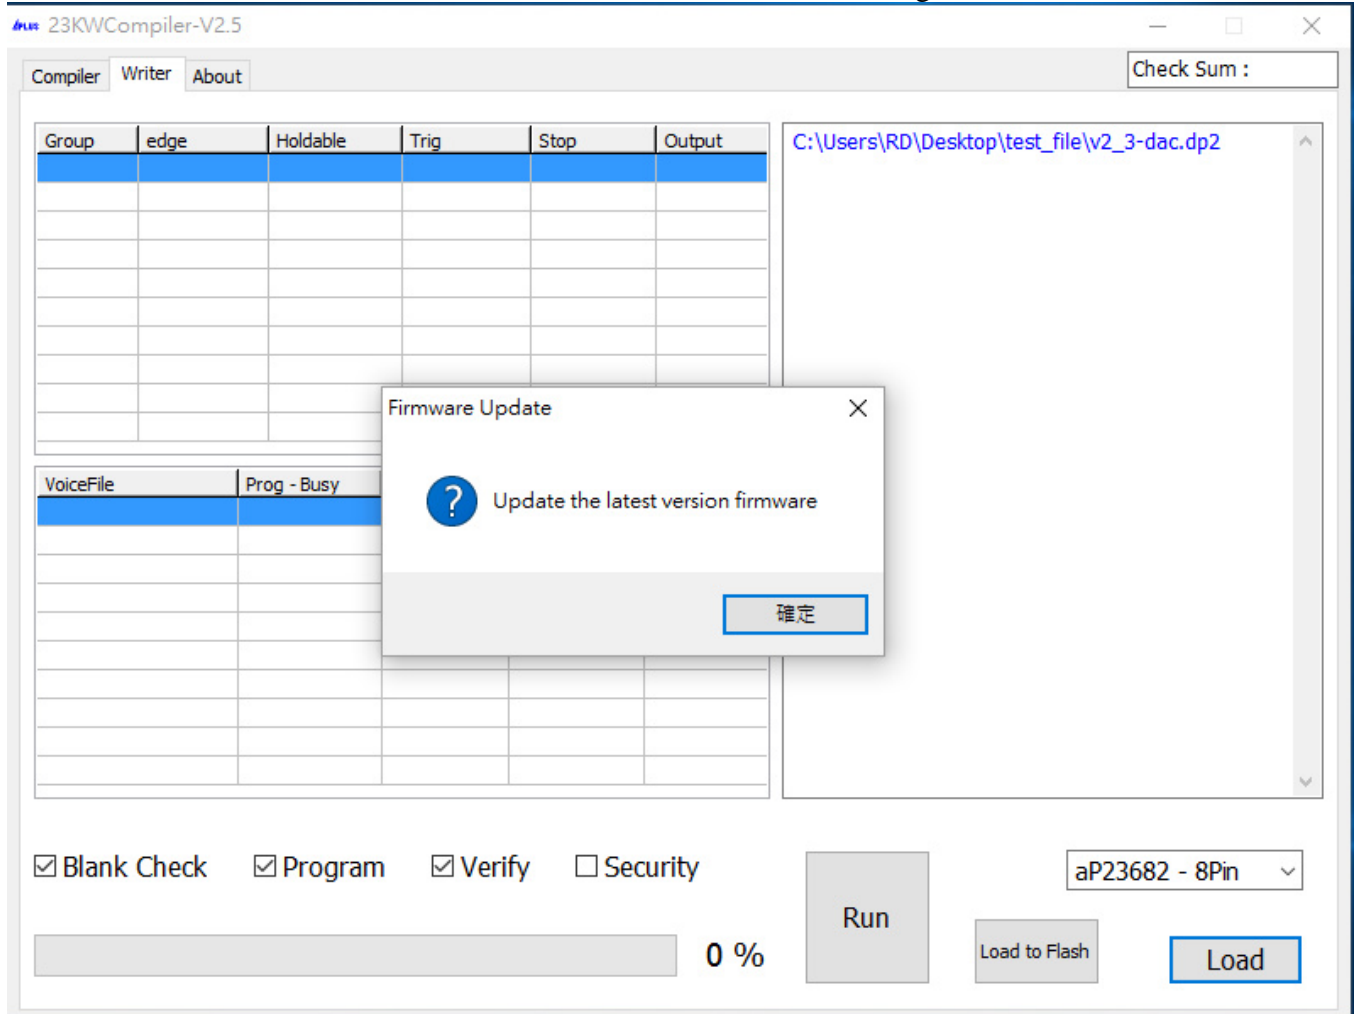 APLUS 23KWCompiler-V2.5
Compiler Writer About
Check Sum :
Group edge Holdable Trig Stop Output
C:\Users\RD\Desktop\test_file\v2_3-dac.dp2
Firmware Update
VoiceFile Prog - Busy
Update the latest version firmware
確定
Blank Check Program Verify Security
aP23682 - 8Pin
Run
0 %
Load to Flash
Load